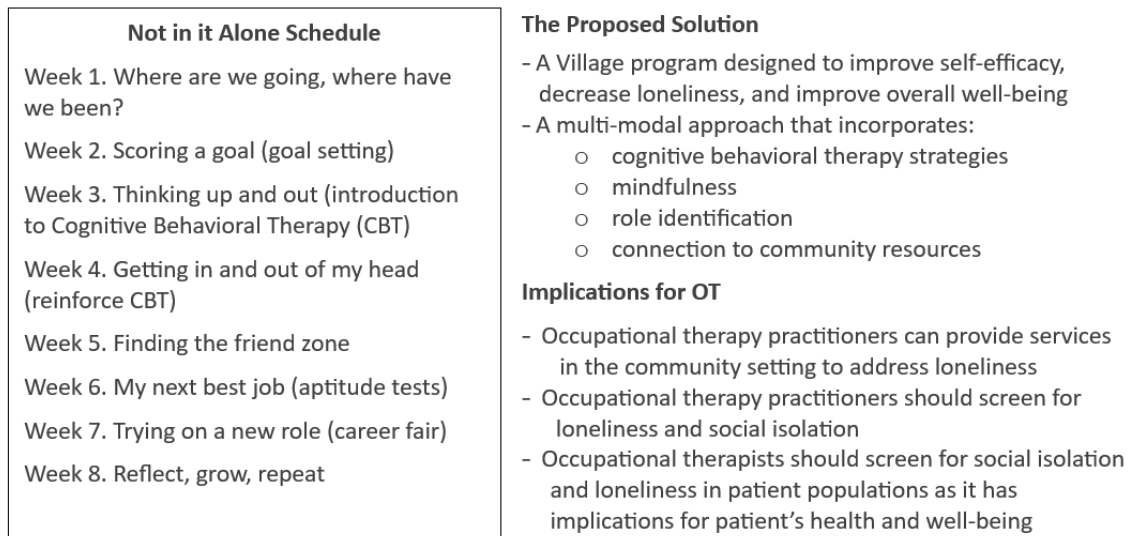 Not in it Alone Schedule
Week 1. Where are we going, where have
we been?
Week 2. Scoring a goal (goal setting)
Week 3. Thinking up and out (introduction
to Cognitive Behavioral Therapy (CBT)
Week 4. Getting in and out of my head
(reinforce CBT)
Week 5. Finding the friend zone
Week 6. My next best job (aptitude tests)
Week 7. Trying on a new role (career fair)
Week 8. Reflect, grow, repeat
The Proposed Solution
- A Village program designed to improve self-efficacy,
decrease loneliness, and improve overall well-being
- A multi-modal approach that incorporates:
o cognitive behavioral therapy strategies
o mindfulness
o role identification
o connection to community resources
Implications for OT
- Occupational therapy practitioners can provide services
in the community setting to address loneliness
- Occupational therapy practitioners should screen for
loneliness and social isolation
- Occupational therapists should screen for social isolation
and loneliness in patient populations as it has
implications for patient’s health and well-being